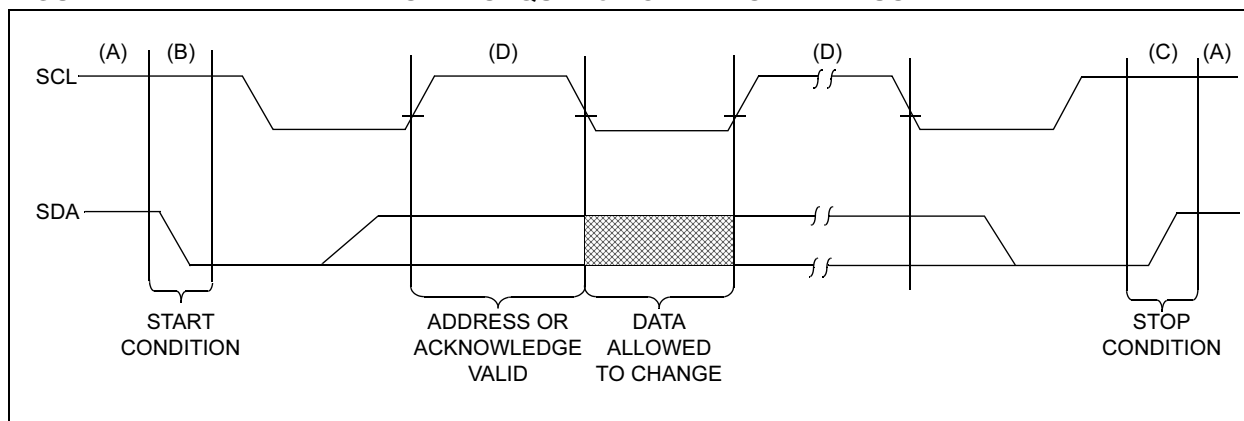 (A) (B) (D) (D) (C) (A)
SCL
SDA
START
CONDITION
ADDRESS OR
ACKNOWLEDGE
VALID
DATA
ALLOWED
TO CHANGE
STOP
CONDITION